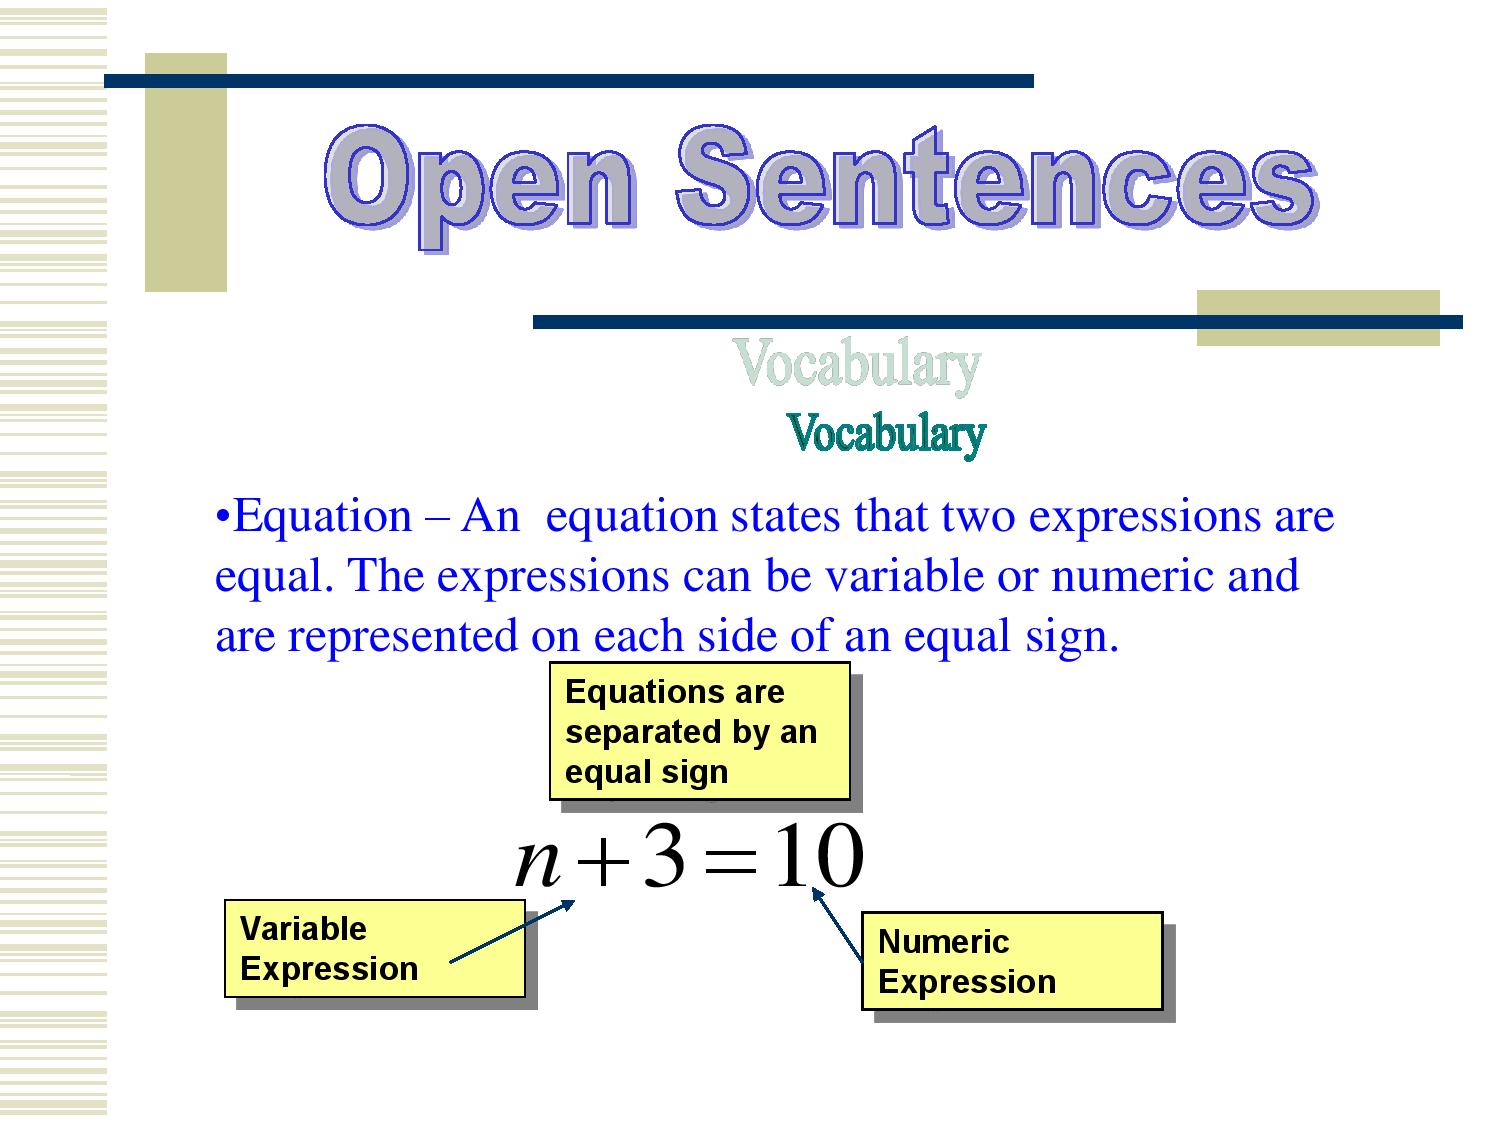 Open Sentences
Vocabulary
Vocabulary
•Equation – An  equation states that two expressions are
equal. The expressions can be variable or numeric and
are represented on each side of an equal sign.
Equations are
separated by an
equal sign
n + 3 = 10
Variable
Expression
Numeric
Expression